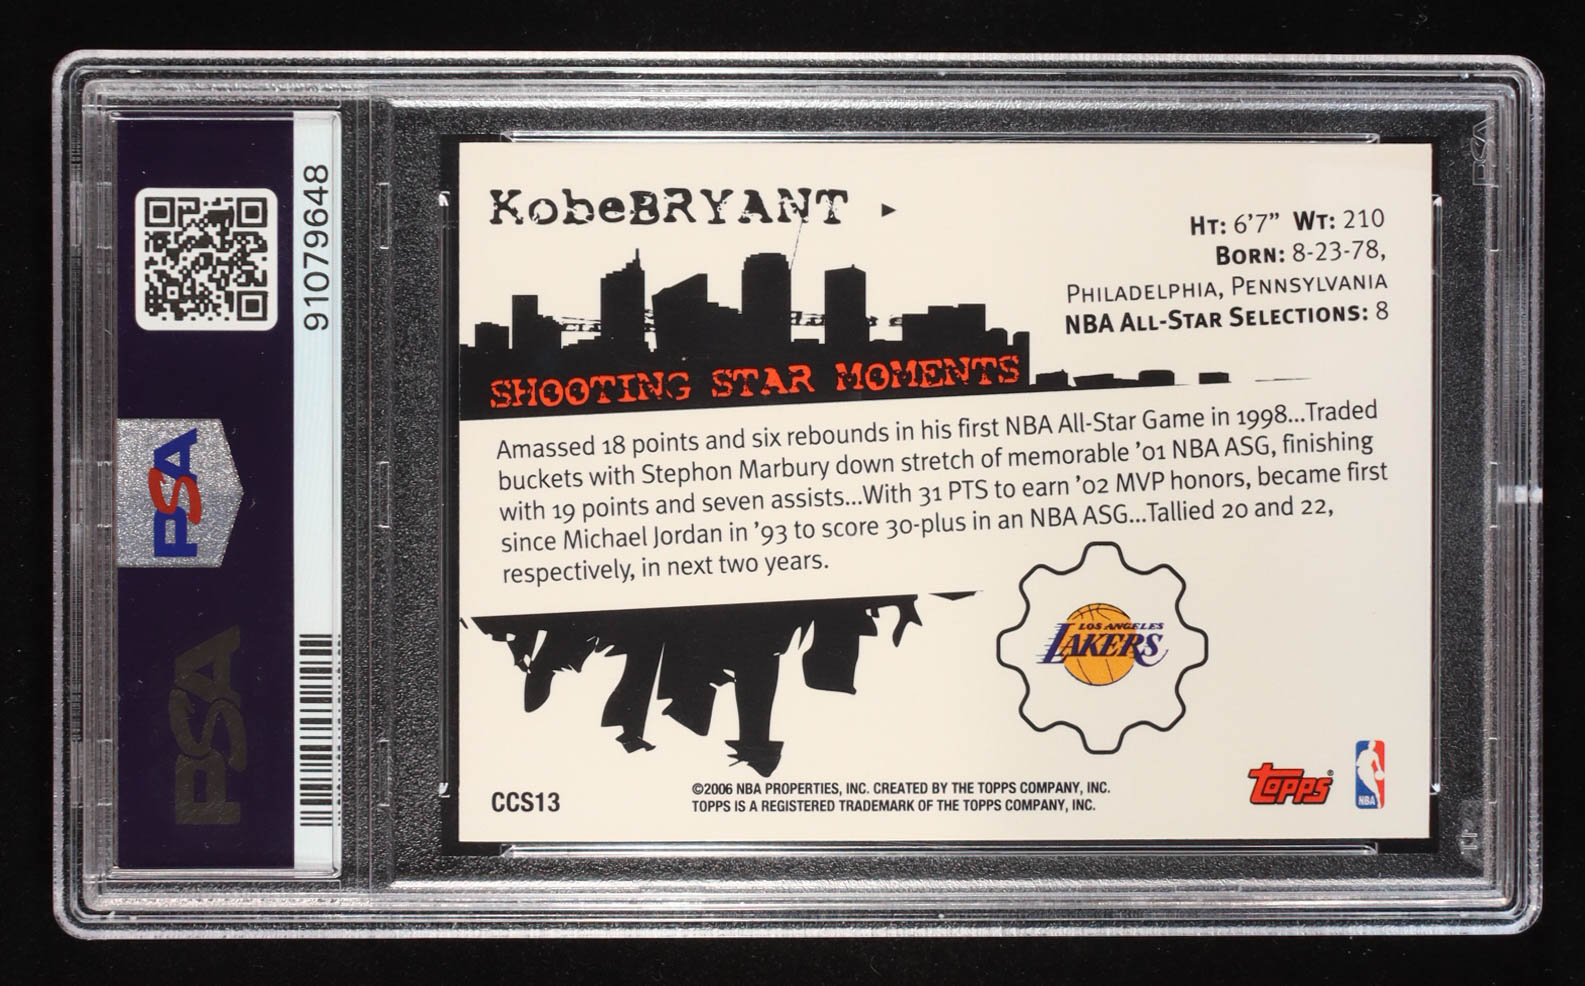 91079648
PSA
PSA
KobeBRYANT
HT: 6'7" WT: 210
BORN: 8-23-78,
PHILADELPHIA, PENNSYLVANIA
NBA ALL-STAR SELECTIONS: 8
SHOOTING STAR MOMENTS
Amassed 18 points and six rebounds in his first NBA All-Star Game in 1998...Traded
buckets with Stephon Marbury down stretch of memorable '01 NBA ASG, finishing
with 19 points and seven assists...With 31 PTS to earn '02 MVP honors, became first
since Michael Jordan in '93 to score 30-plus in an NBA ASG...Tallied 20 and 22,
respectively, in next two years.
LOS ANGELES
LAKERS
CCS13
©2006 NBA PROPERTIES, INC. CREATED BY THE TOPPS COMPANY, INC.
TOPPS IS A REGISTERED TRADEMARK OF THE TOPPS COMPANY, INC.
Topps®
NBA
PSA